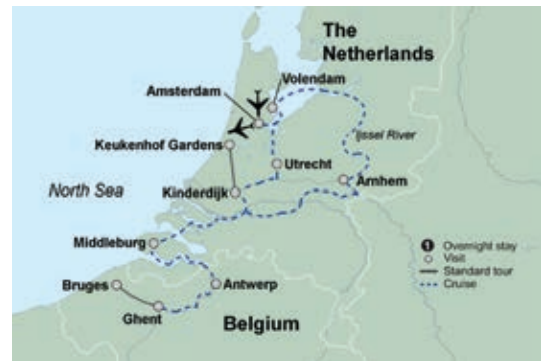 The
Netherlands
Volendam
Amsterdam
Keukenhof Gardens
Ijssel River
Utrecht
Arnhem
North Sea
Kinderdijk
Middleburg
Overnight stay
Visit
Standard tour
Cruise
Bruges
Antwerp
Ghent
Belgium